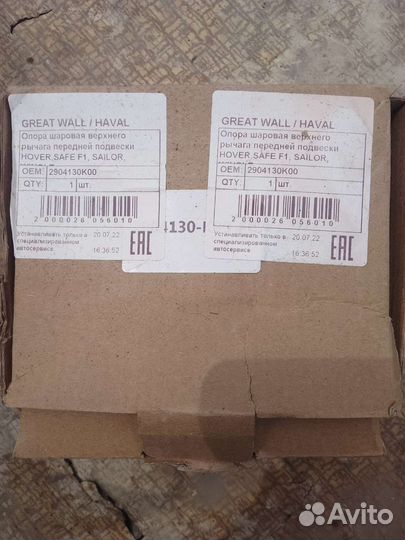 GREAT WALL / HAVAL
Опора шаровая верхнего
рычага передней подвески
HOVER,SAFE F1, SAILOR,
OEM: 2904130K00
QTY: 1 шт.
2 000026 056010
Устанавливать только в
специализированном
автосервисе
20.07.22
16:36:52
EAC
GREAT WALL / HAVAL
Опора шаровая верхнего
рычага передней подвески
HOVER,SAFE F1, SAILOR,
OEM: 2904130K00
QTY: 1 шт.
2 000026 056010
Устанавливать только в
специализированном
автосервисе
20.07.22
16:36:52
EAC
4130-
Avito